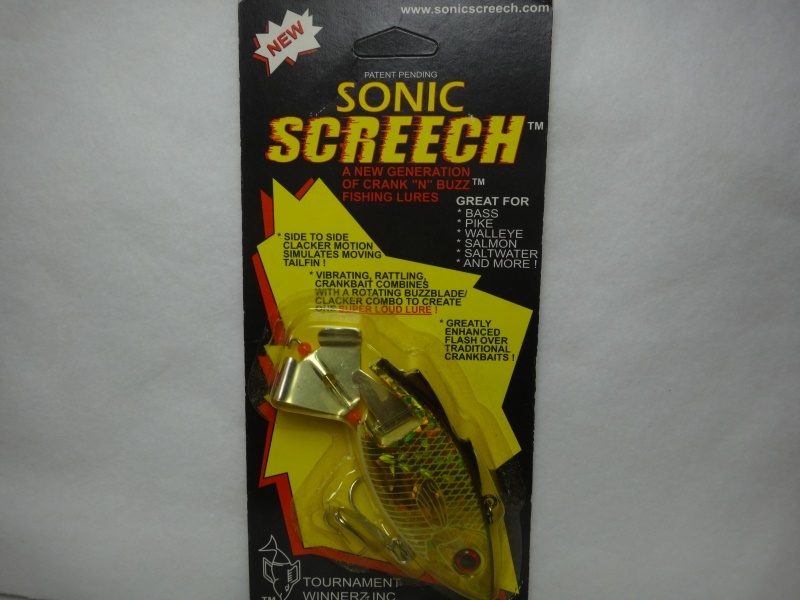 www.sonicscreech.com
NEW
PATENT PENDING
SONIC
SCREECH™
A NEW GENERATION
OF CRANK "N" BUZZ™
FISHING LURES
GREAT FOR
* BASS
* PIKE
* WALLEYE
* SALMON
* SALTWATER
* AND MORE !
* SIDE TO SIDE
CLACKER MOTION
SIMULATES MOVING
TAILFIN !
* VIBRATING, RATTLING,
CRANKBAIT COMBINES
WITH A ROTATING BUZZBLADE/
CLACKER COMBO TO CREATE
ONE SUPER LOUD LURE !
* GREATLY
ENHANCED
FLASH OVER
TRADITIONAL
CRANKBAITS !
TOURNAMENT
™ WINNERZ INC